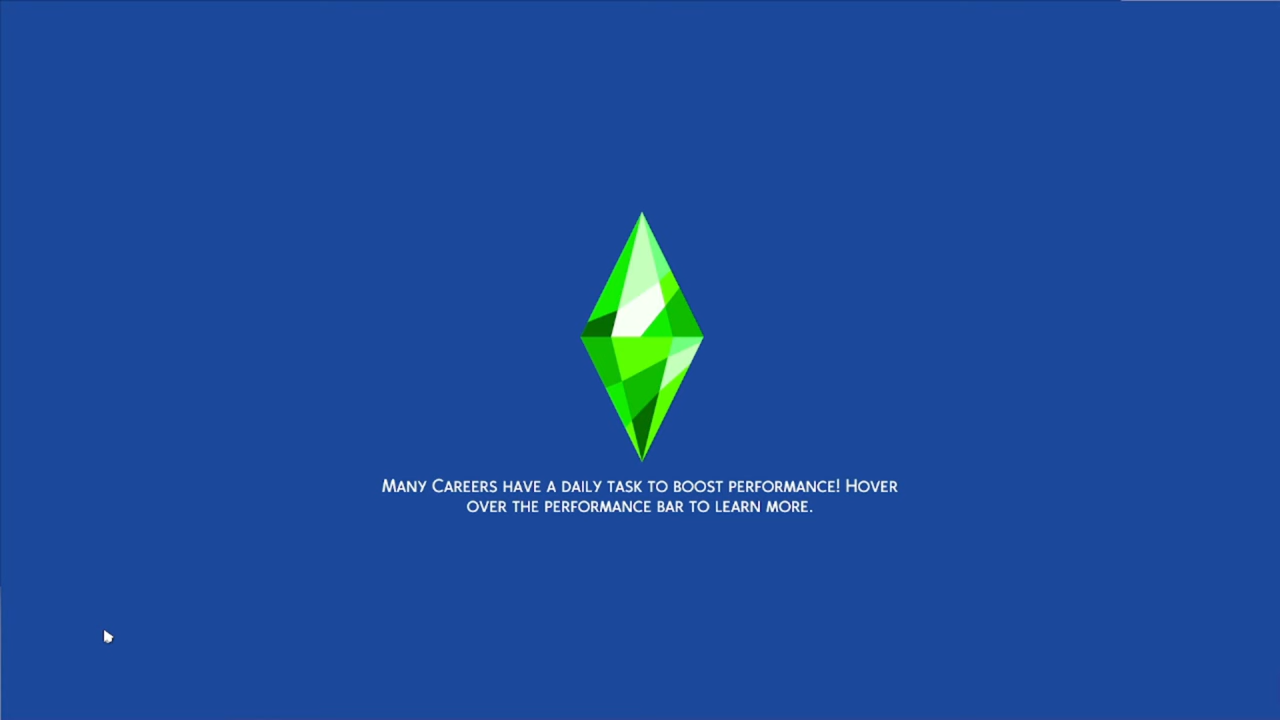 Many Careers have a daily task to boost performance! Hover
over the performance bar to learn more.